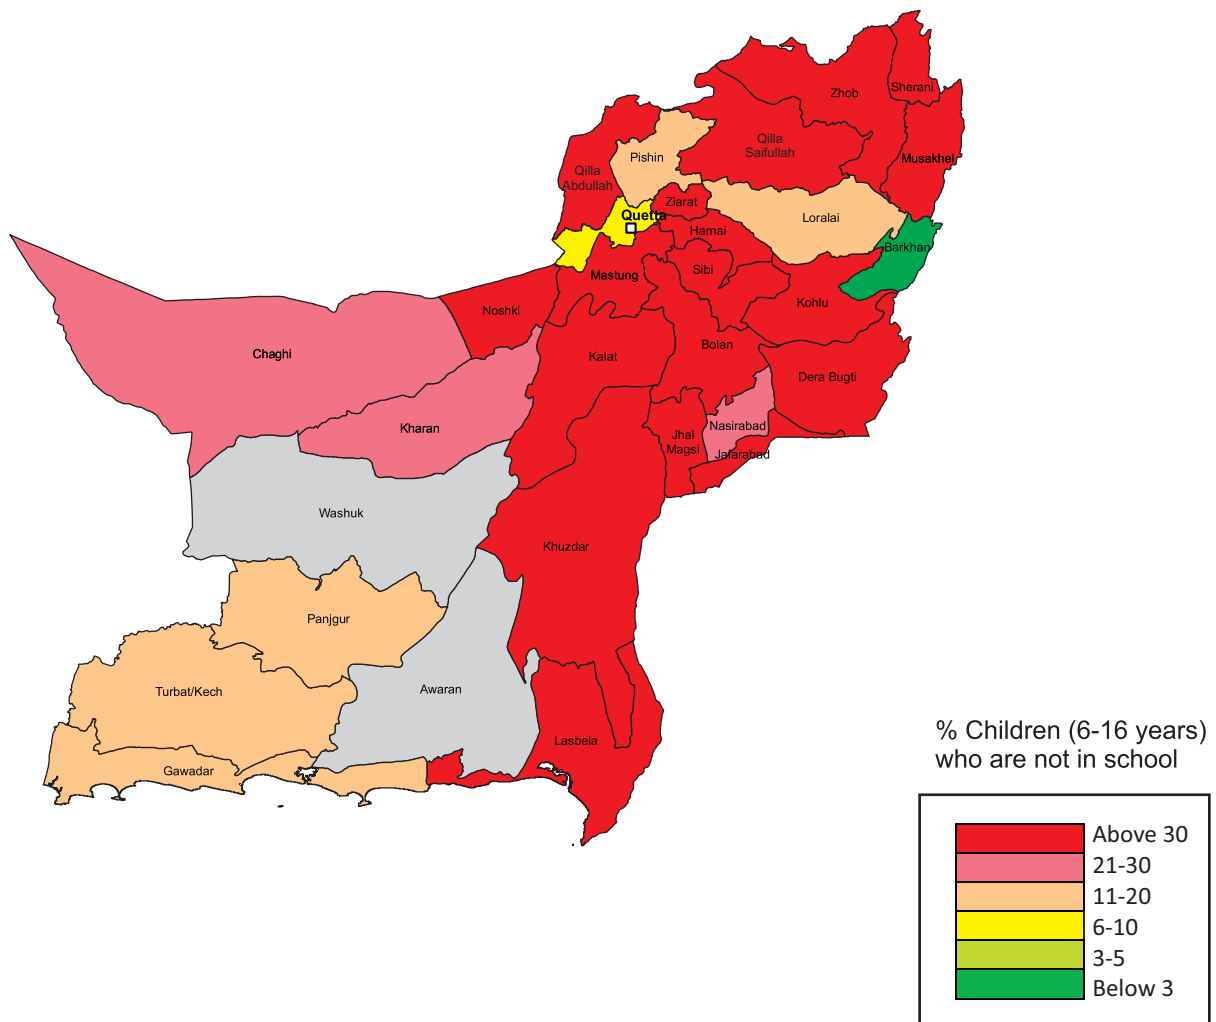 Zhob
Sherani
Qilla
Saifullah
Musakhel
Pishin
Qilla
Abdullah
Ziarat
Quetta
Loralai
Harnai
Barkhan
Sibi
Mastung
Kohlu
Noshki
Bolan
Chaghi
Kalat
Dera Bugti
Kharan
Nasirabad
Jhal
Magsi
Jafarabad
Washuk
Khuzdar
Panjgur
Turbat/Kech
Awaran
Lasbela
Gawadar
% Children (6-16 years)
who are not in school
Above 30
21-30
11-20
6-10
3-5
Below 3